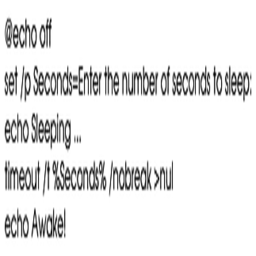 @echo off
set /p Seconds=Enter the number of seconds to sleep:
echo Sleeping ...
timeout /t %Seconds% /nobreak >nul
echo Awake!